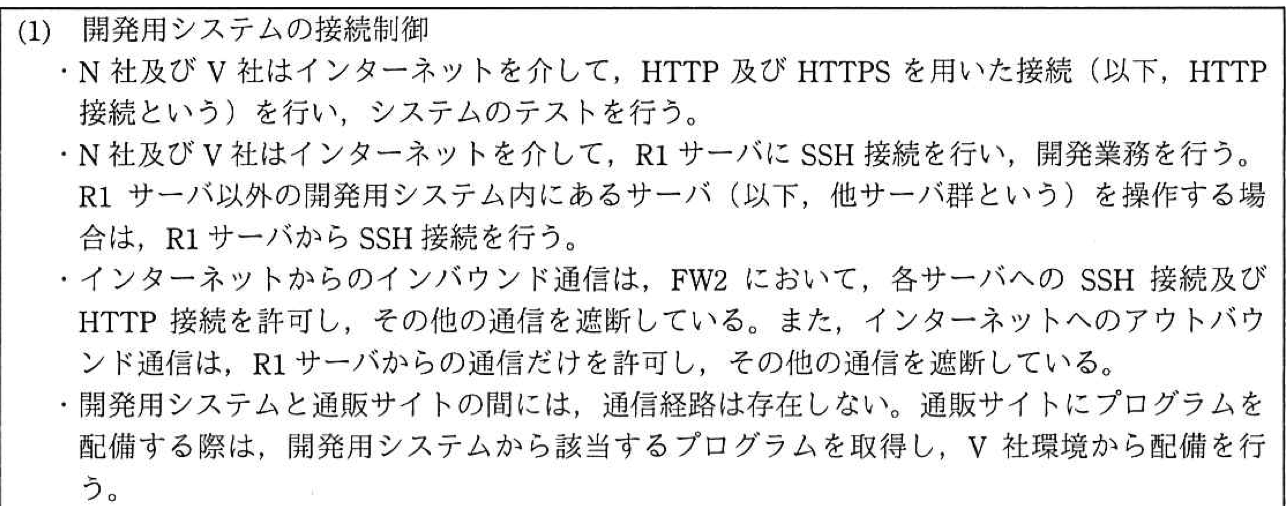 (1) 開発用システムの接続制御
・N 社及び V 社はインターネットを介して，HTTP 及び HTTPS を用いた接続（以下，HTTP
接続という）を行い，システムのテストを行う。
・N 社及び V 社はインターネットを介して，R1 サーバに SSH 接続を行い，開発業務を行う。
R1 サーバ以外の開発用システム内にあるサーバ（以下，他サーバ群という）を操作する場
合は，R1 サーバから SSH 接続を行う。
・インターネットからのインバウンド通信は，FW2 において，各サーバへの SSH 接続及び
HTTP 接続を許可し，その他の通信を遮断している。また，インターネットへのアウトバウ
ンド通信は，R1 サーバからの通信だけを許可し，その他の通信を遮断している。
・開発用システムと通販サイトの間には，通信経路は存在しない。通販サイトにプログラムを
配備する際は，開発用システムから該当するプログラムを取得し，V 社環境から配備を行
う。